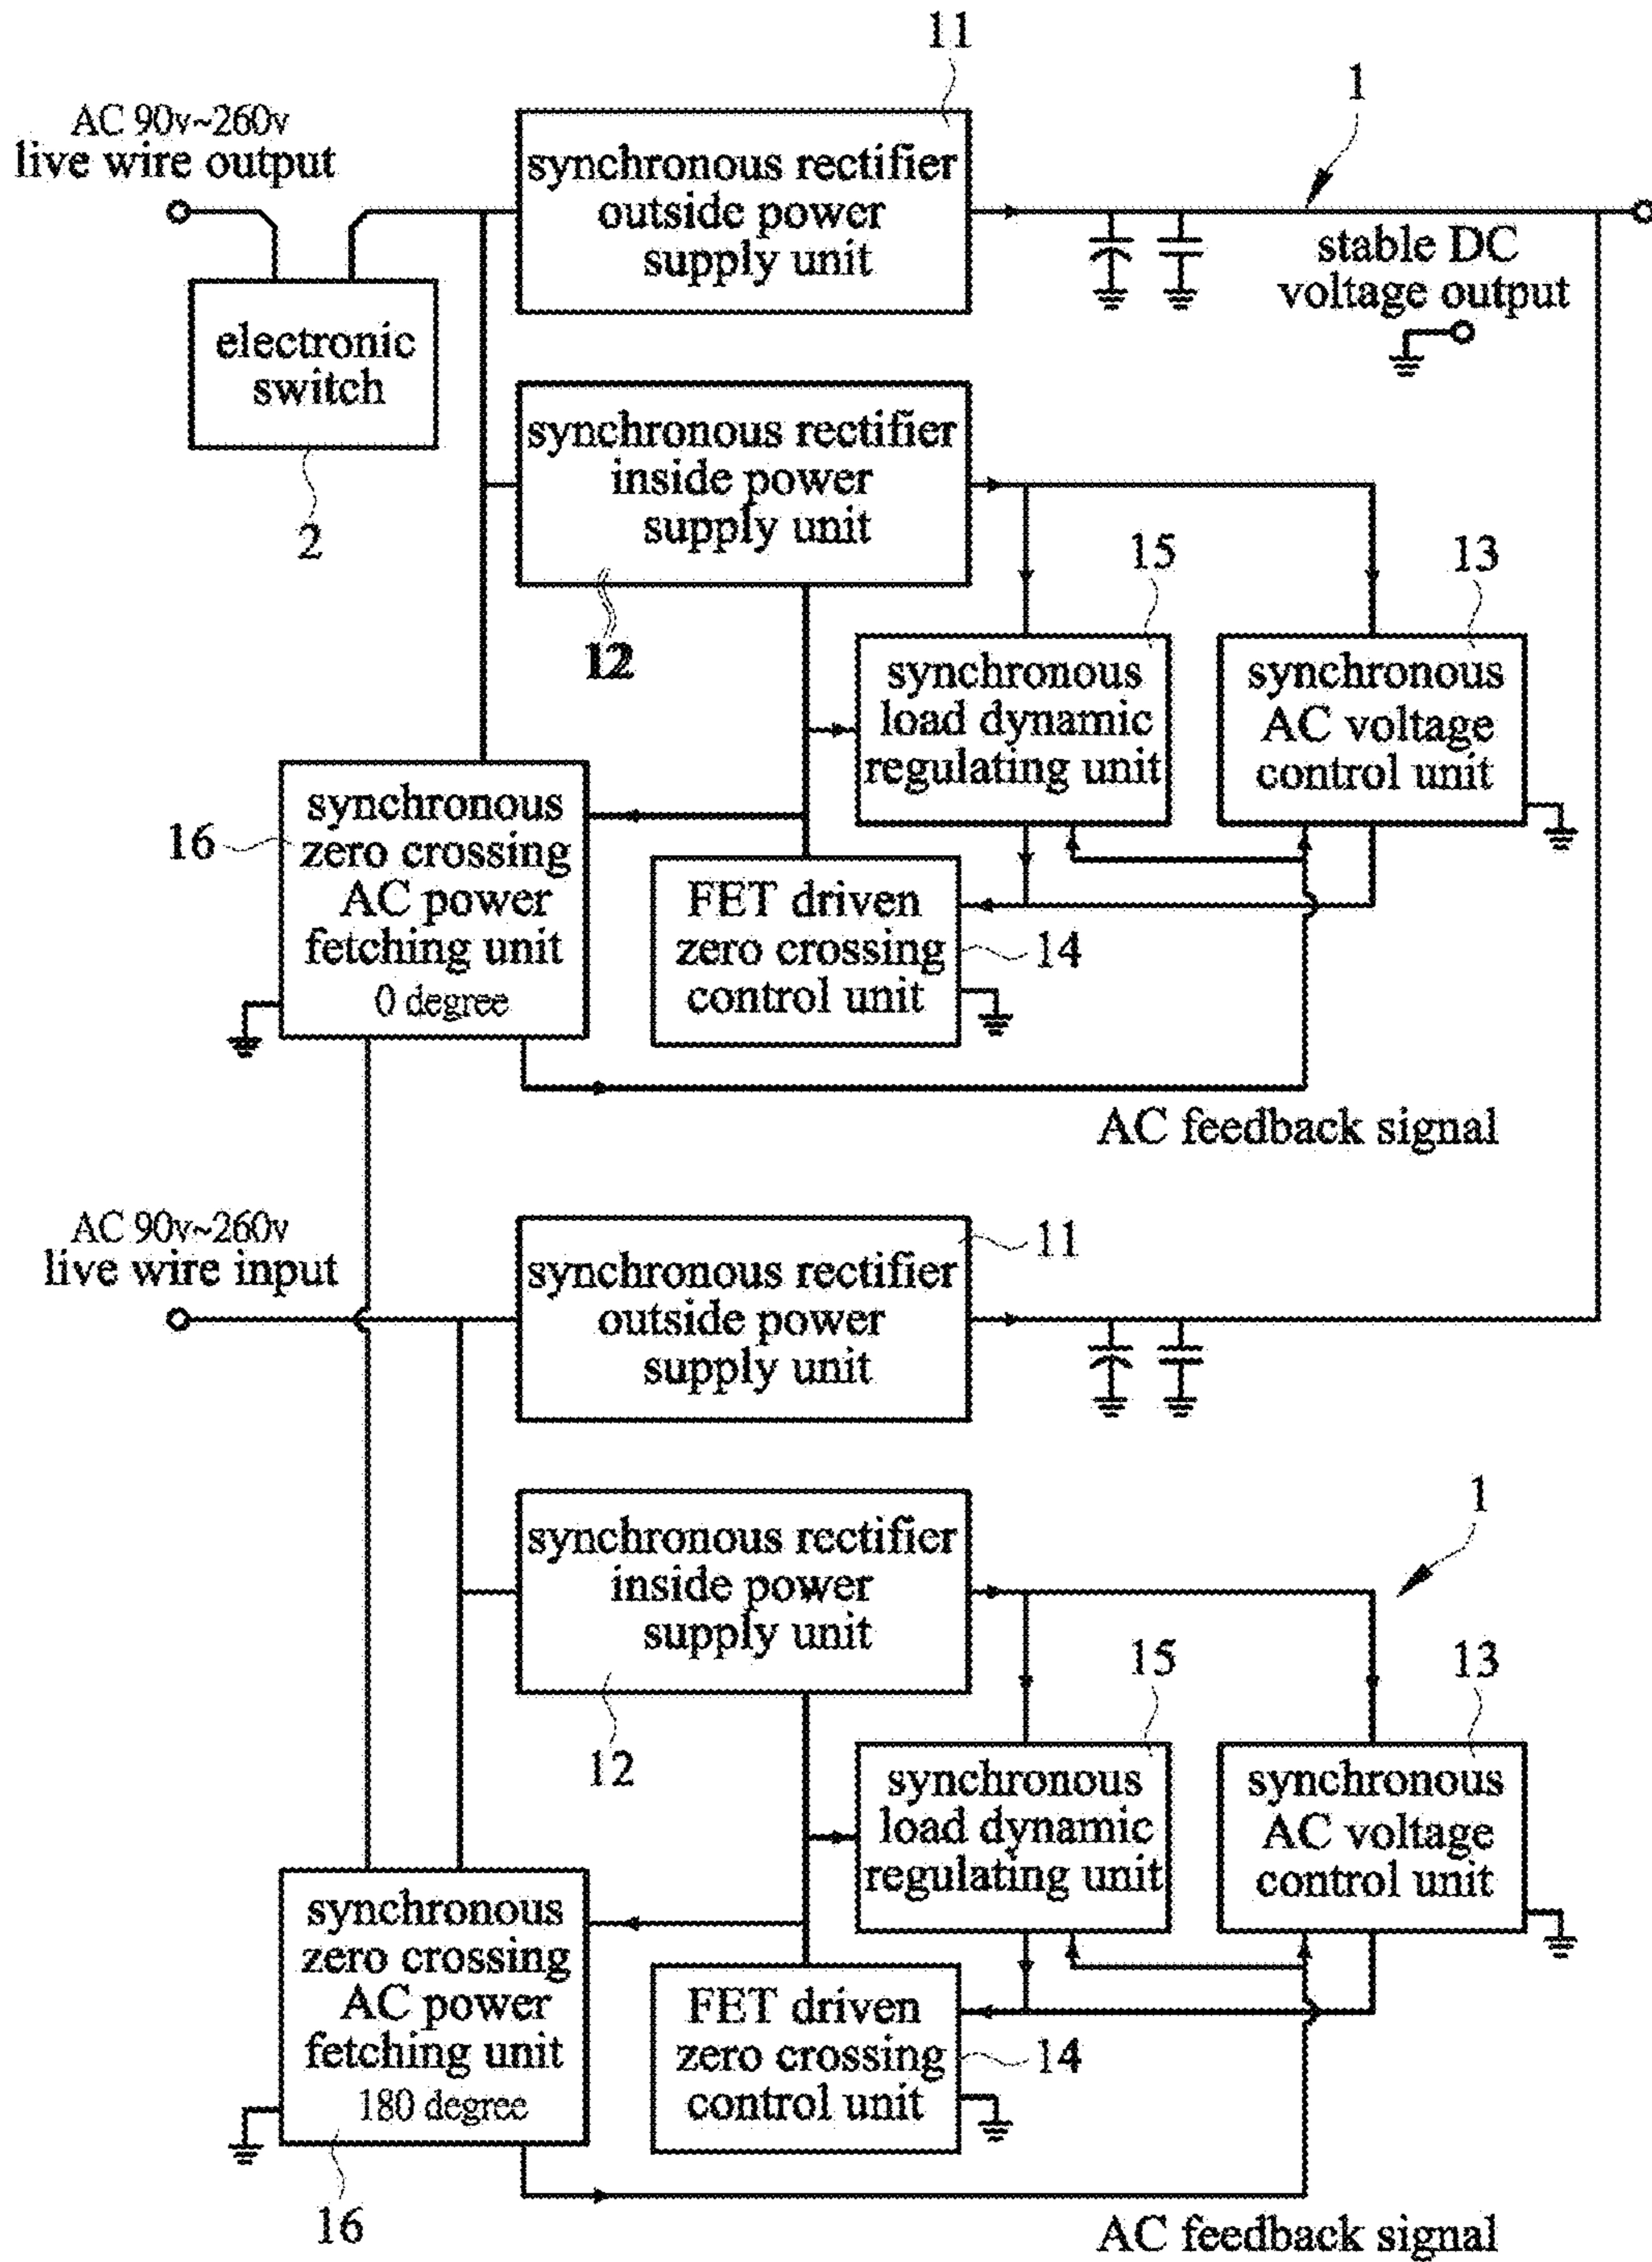 11
1
AC 90v~260v
live wire output
synchronous rectifier
outside power
supply unit
stable DC
voltage output
electronic
switch
2
synchronous rectifier
inside power
supply unit
12
15
13
synchronous
load dynamic
regulating unit
synchronous
AC voltage
control unit
16
synchronous
zero crossing
AC power
fetching unit
0 degree
FET driven
zero crossing
control unit
14
AC feedback signal
AC 90v~260v
live wire input
11
synchronous rectifier
outside power
supply unit
1
synchronous rectifier
inside power
supply unit
12
15
13
synchronous
load dynamic
regulating unit
synchronous
AC voltage
control unit
synchronous
zero crossing
AC power
fetching unit
180 degree
16
FET driven
zero crossing
control unit
14
AC feedback signal